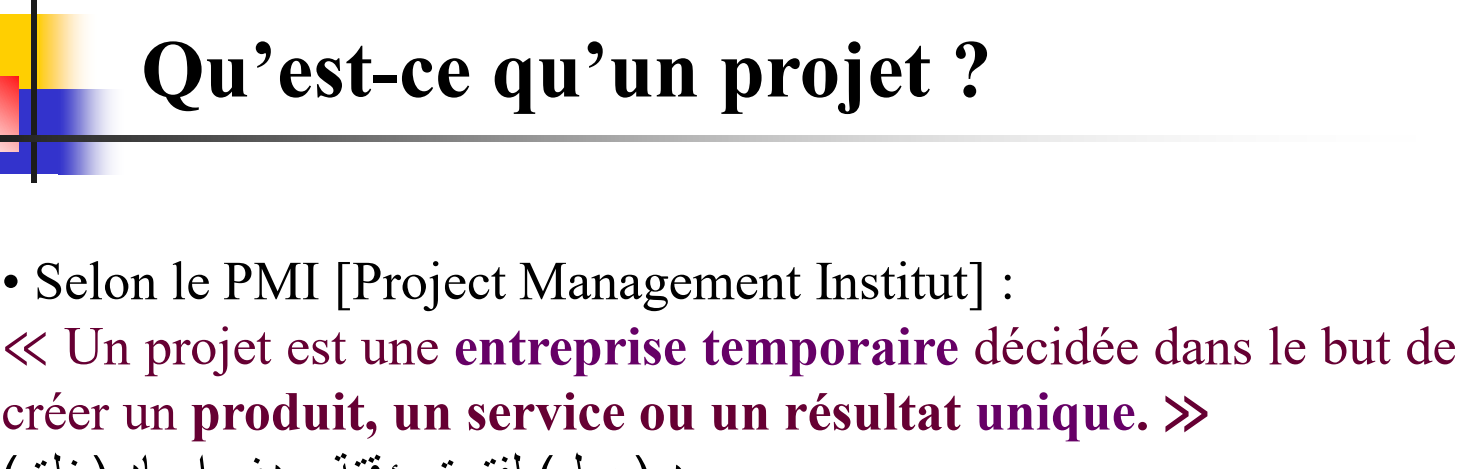 Qu’est-ce qu’un projet ?
• Selon le PMI [Project Management Institut] :
<< Un projet est une entreprise temporaire décidée dans le but de
créer un produit, un service ou un résultat unique. >>